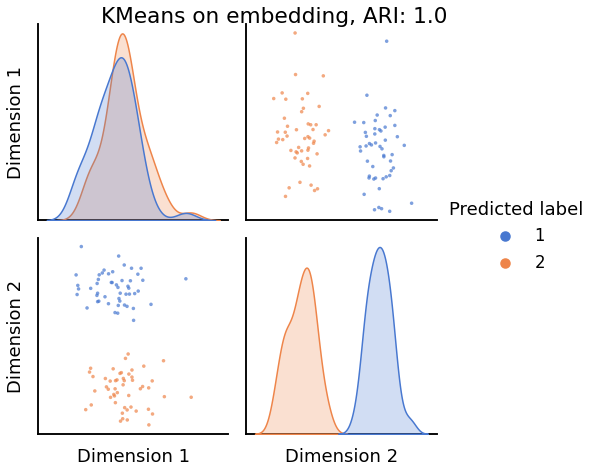 KMeans on embedding, ARI: 1.0
Dimension 1
Predicted label
1
2
Dimension 2
Dimension 1
Dimension 2